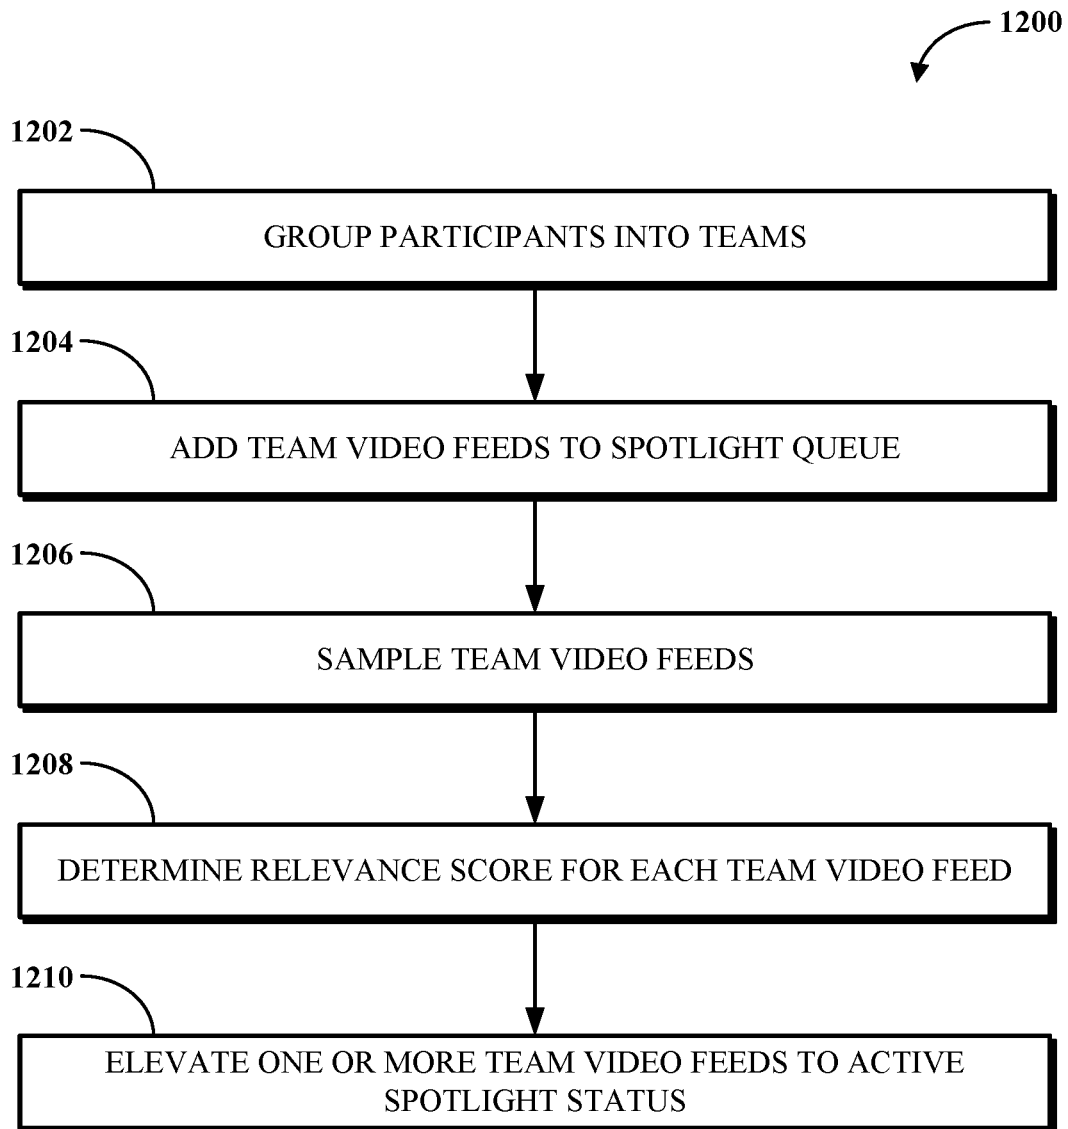 1200
1202
GROUP PARTICIPANTS INTO TEAMS
1204
ADD TEAM VIDEO FEEDS TO SPOTLIGHT QUEUE
1206
SAMPLE TEAM VIDEO FEEDS
1208
DETERMINE RELEVANCE SCORE FOR EACH TEAM VIDEO FEED
1210
ELEVATE ONE OR MORE TEAM VIDEO FEEDS TO ACTIVE
SPOTLIGHT STATUS